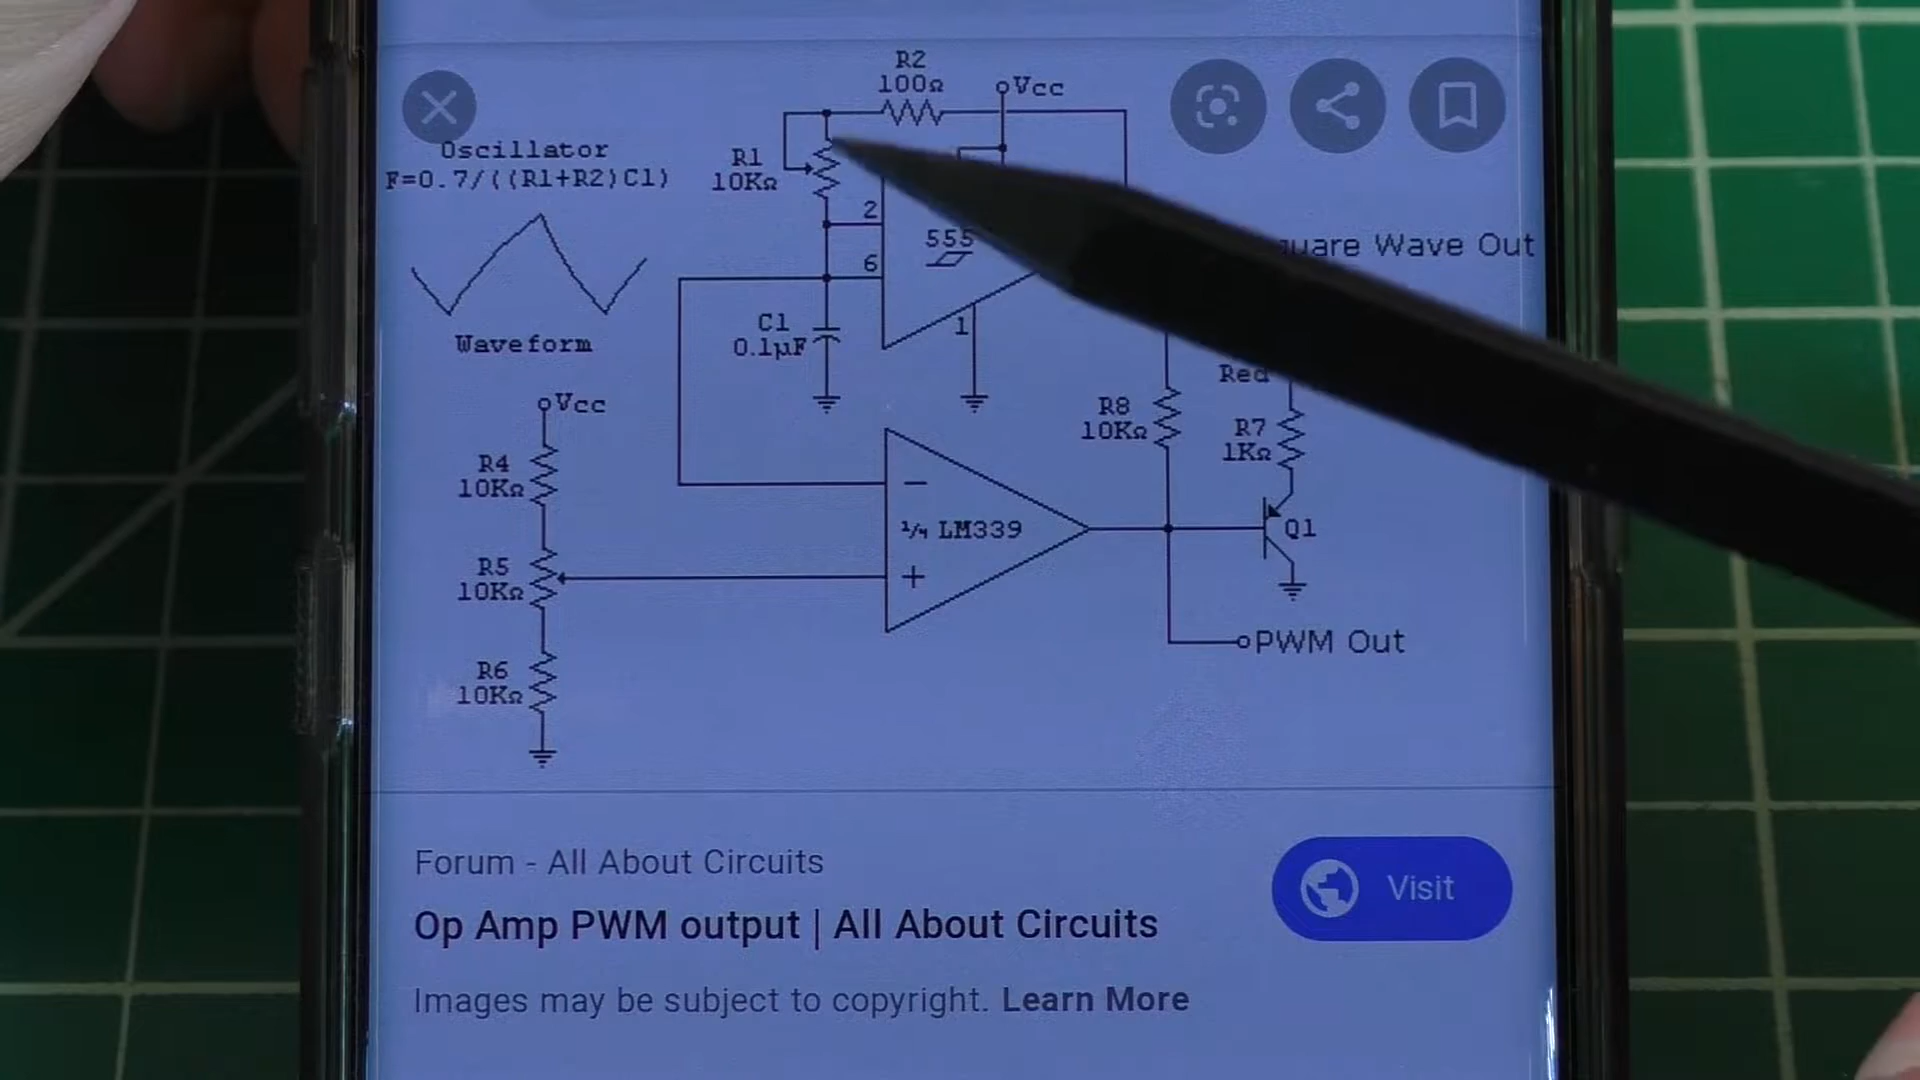 R2
100Ω
Vcc
Oscillator
F=0.7/((R1+R2)C1)
R1
10KΩ
2
555
6
Wave Out
C1
0.1µF
1
Waveform
Red
Vcc
R8
10KΩ
R7
1KΩ
R4
10KΩ
¼ LM339
Q1
R5
10KΩ
PWM Out
R6
10KΩ
Forum - All About Circuits
Visit
Op Amp PWM output | All About Circuits
Images may be subject to copyright. Learn More